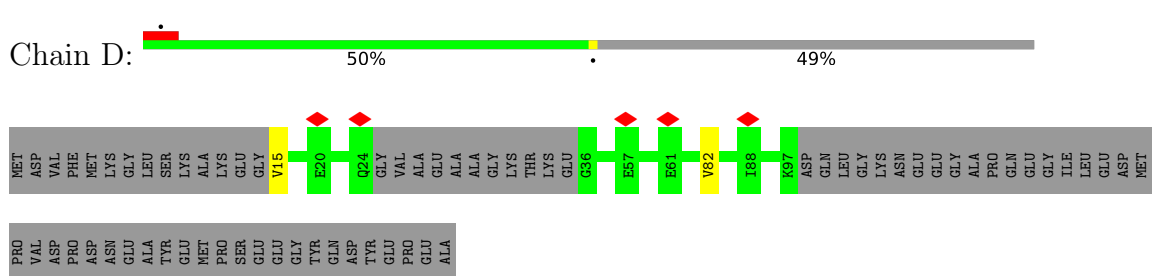 Chain D:
50%
49%
MET ASP VAL PHE MET LYS GLY LEU SER LYS ALA LYS GLU GLY V15 E20 Q24 GLY VAL ALA GLU ALA ALA GLY LYS THR LYS GLU G36 E57 E61 V82 I88 K97 ASP GLN LEU GLY LYS ASN GLU GLU GLY ALA PRO GLN GLU GLY ILE LEU GLU ASP MET
PRO VAL ASP PRO ASP ASN GLU ALA TYR GLU MET PRO SER GLU GLU GLY TYR GLN ASP TYR GLU PRO GLU ALA